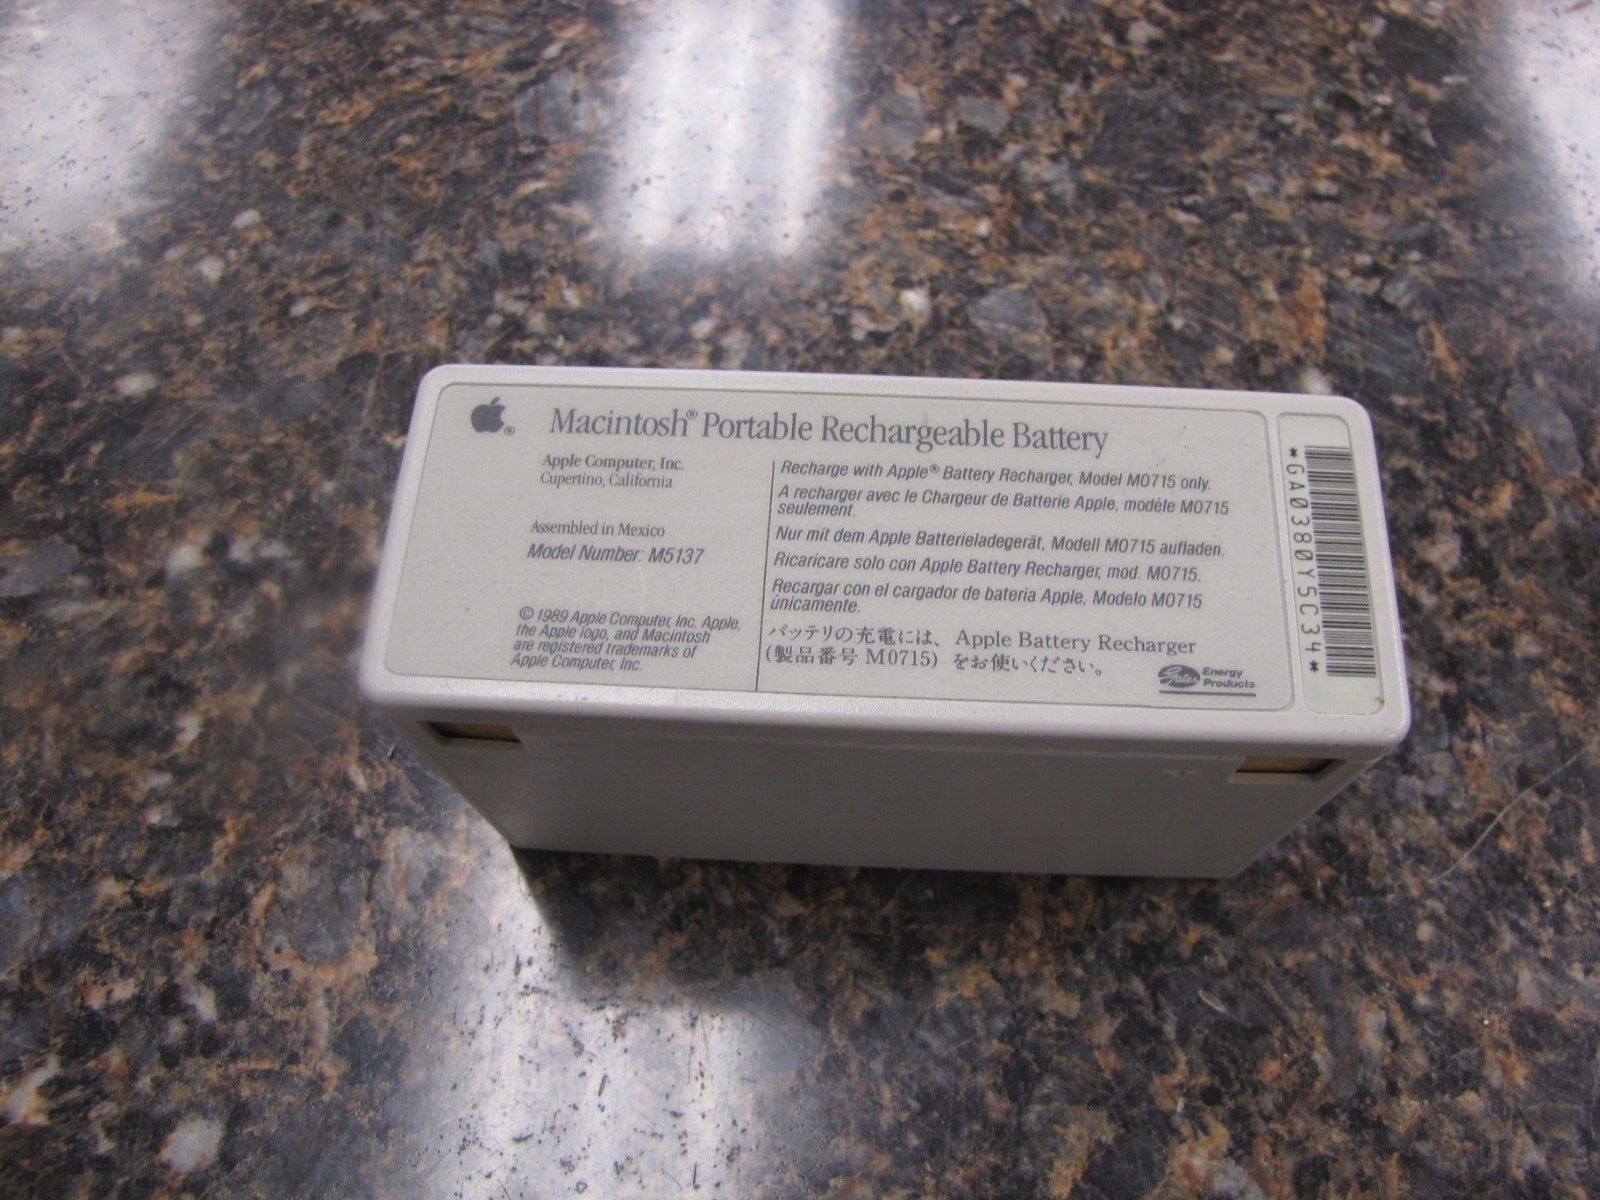 Macintosh® Portable Rechargeable Battery
Apple Computer, Inc.
Cupertino, California
Assembled in Mexico
Model Number: M5137
© 1989 Apple Computer, Inc. Apple,
the Apple logo, and Macintosh
are registered trademarks of
Apple Computer, Inc.
Recharge with Apple® Battery Recharger, Model M0715 only.
A recharger avec le Chargeur de Batterie Apple, modéle M0715
seulement.
Nur mit dem Apple Batterieladegerät, Modell M0715 aufladen.
Ricaricare solo con Apple Battery Recharger, mod. M0715.
Recargar con el cargador de bateria Apple, Modelo M0715
únicamente.
バッテリの充電には、 Apple Battery Recharger
(製品番号 M0715) をお使いください。
Gates Energy
Products
*GA0380Y5C34*